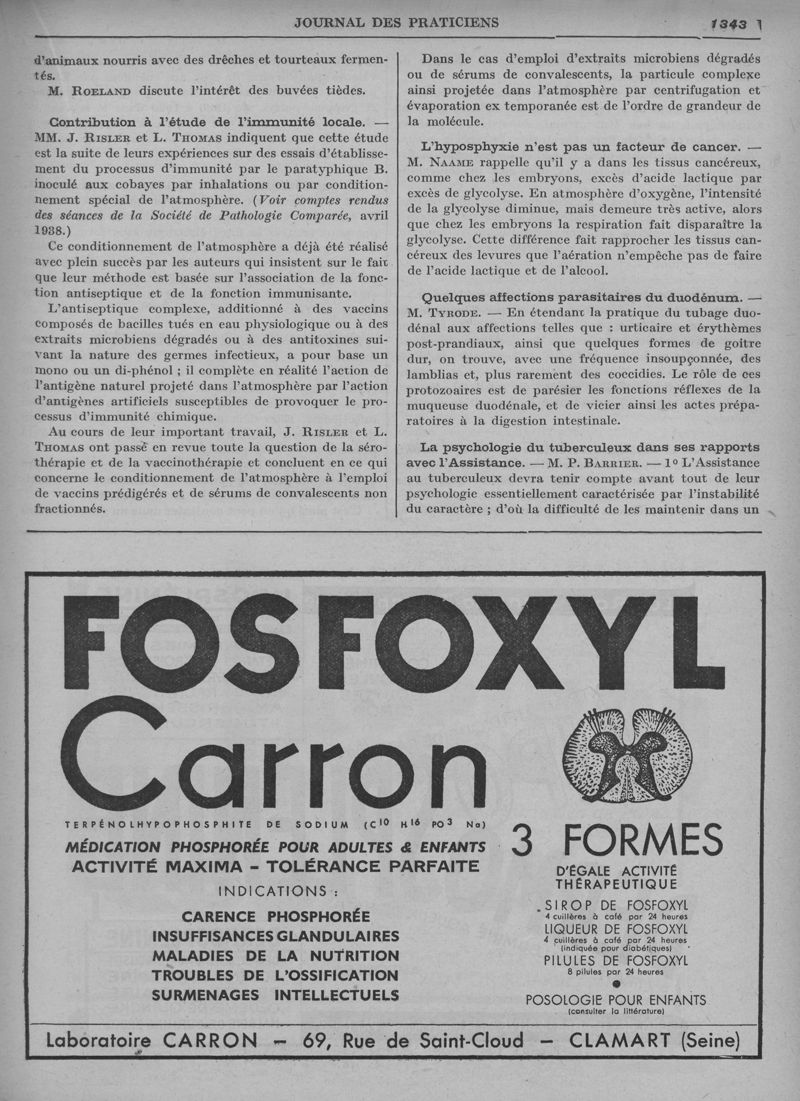 JOURNAL DES PRATICIENS
1343
d'animaux nourris avec des drêches et tourteaux fermen-
tés.
M. ROELAND discute l'intérêt des buvées tièdes.
Contribution à l'étude de l'immunité locale. —
MM. J. RISLER et L. THOMAS indiquent que cette étude
est la suite de leurs expériences sur des essais d'établisse-
ment du processus d'immunité par le paratyphique B.
inoculé aux cobayes par inhalations ou par condition-
nement spécial de l'atmosphère. (Voir comptes rendus
des séances de la Société de Pathologie Comparée, avril
1938.)
Ce conditionnement de l'atmosphère a déjà été réalisé
avec plein succès par les auteurs qui insistent sur le fait
que leur méthode est basée sur l'association de la fonc-
tion antiseptique et de la fonction immunisante.
L'antiseptique complexe, additionné à des vaccins
composés de bacilles tués en eau physiologique ou à des
extraits microbiens dégradés ou à des antitoxines sui-
vant la nature des germes infectieux, a pour base un
mono ou un di-phénol ; il complète en réalité l'action de
l'antigène naturel projeté dans l'atmosphère par l'action
d'antigènes artificiels susceptibles de provoquer le pro-
cessus d'immunité chimique.
Au cours de leur important travail, J. RISLER et L.
THOMAS ont passé en revue toute la question de la séro-
thérapie et de la vaccinothérapie et concluent en ce qui
concerne le conditionnement de l'atmosphère à l'emploi
de vaccins prédigérés et de sérums de convalescents non
fractionnés.
Dans le cas d'emploi d'extraits microbiens dégradés
ou de sérums de convalescents, la particule complexe
ainsi projetée dans l'atmosphère par centrifugation et
évaporation ex temporanée est de l'ordre de grandeur de
la molécule.
L'hyposphyxie n'est pas un facteur de cancer. —
M. NAAME rappelle qu'il y a dans les tissus cancéreux,
comme chez les embryons, excès d'acide lactique par
excès de glycolyse. En atmosphère d'oxygène, l'intensité
de la glycolyse diminue, mais demeure très active, alors
que chez les embryons la respiration fait disparaître la
glycolyse. Cette différence fait rapprocher les tissus can-
céreux des levures que l'aération n'empêche pas de faire
de l'acide lactique et de l'alcool.
Quelques affections parasitaires du duodénum. —
M. TYRODE. — En étendant la pratique du tubage duo-
dénal aux affections telles que : urticaire et érythèmes
post-prandiaux, ainsi que quelques formes de goitre
dur, on trouve, avec une fréquence insoupçonnée, des
lamblias et, plus rarement des coccidies. Le rôle de ces
protozoaires est de parésier les fonctions réflexes de la
muqueuse duodénale, et de vicier ainsi les actes prépa-
ratoires à la digestion intestinale.
La psychologie du tuberculeux dans ses rapports
avec l'Assistance. — M. P. BARRIER. — 1º L'Assistance
au tuberculeux devra tenir compte avant tout de leur
psychologie essentiellement caractérisée par l'instabilité
du caractère ; d'où la difficulté de les maintenir dans un
FOSFOXYL
Carron
TERPÉNOLHYPOPHOSPHITE DE SODIUM (C10 H16 PO3 Na)
MÉDICATION PHOSPHORÉE POUR ADULTES & ENFANTS
ACTIVITÉ MAXIMA - TOLÉRANCE PARFAITE
INDICATIONS :
CARENCE PHOSPHORÉE
INSUFFISANCES GLANDULAIRES
MALADIES DE LA NUTRITION
TROUBLES DE L'OSSIFICATION
SURMENAGES INTELLECTUELS
3 FORMES
D'ÉGALE ACTIVITÉ
THÉRAPEUTIQUE
SIROP DE FOSFOXYL
4 cuillères à café par 24 heures
LIQUEUR DE FOSFOXYL
4 cuillères à café par 24 heures
(indiquée pour diabétiques)
PILULES DE FOSFOXYL
8 pilules par 24 heures
POSOLOGIE POUR ENFANTS
(consulter la littérature)
Laboratoire CARRON - 69, Rue de Saint-Cloud - CLAMART (Seine)